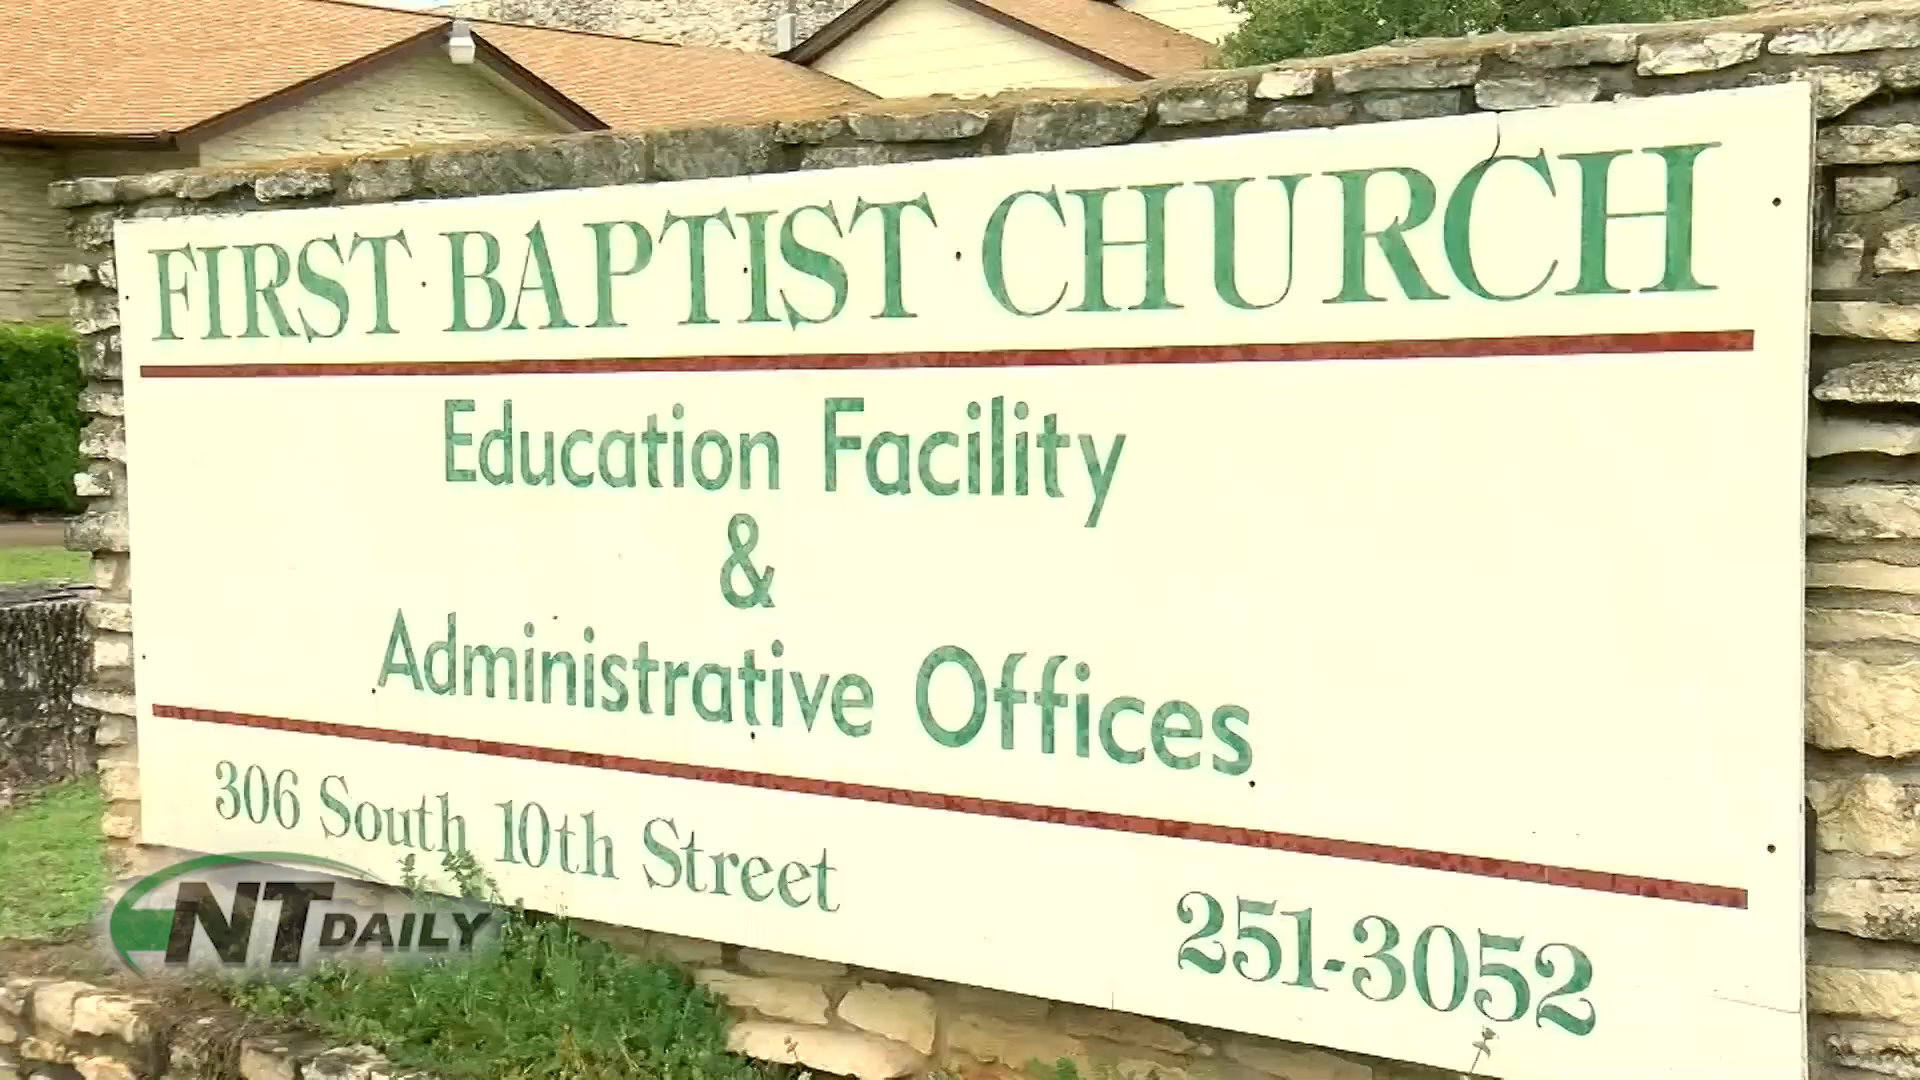 FIRST BAPTIST CHURCH
Education Facility
&
Administrative Offices
306 South 10th Street
251-3052
NT DAILY